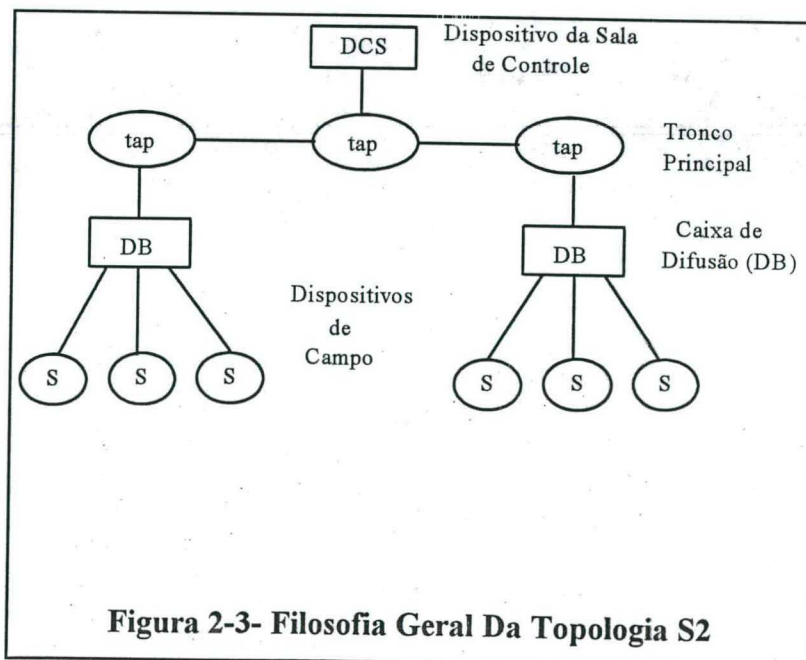 DCS
Dispositivo da Sala
de Controle
tap
tap
tap
Tronco
Principal
DB
DB
Caixa de
Difusão (DB)
Dispositivos
de
Campo
S
S
S
S
S
S
Figura 2-3- Filosofia Geral Da Topologia S2